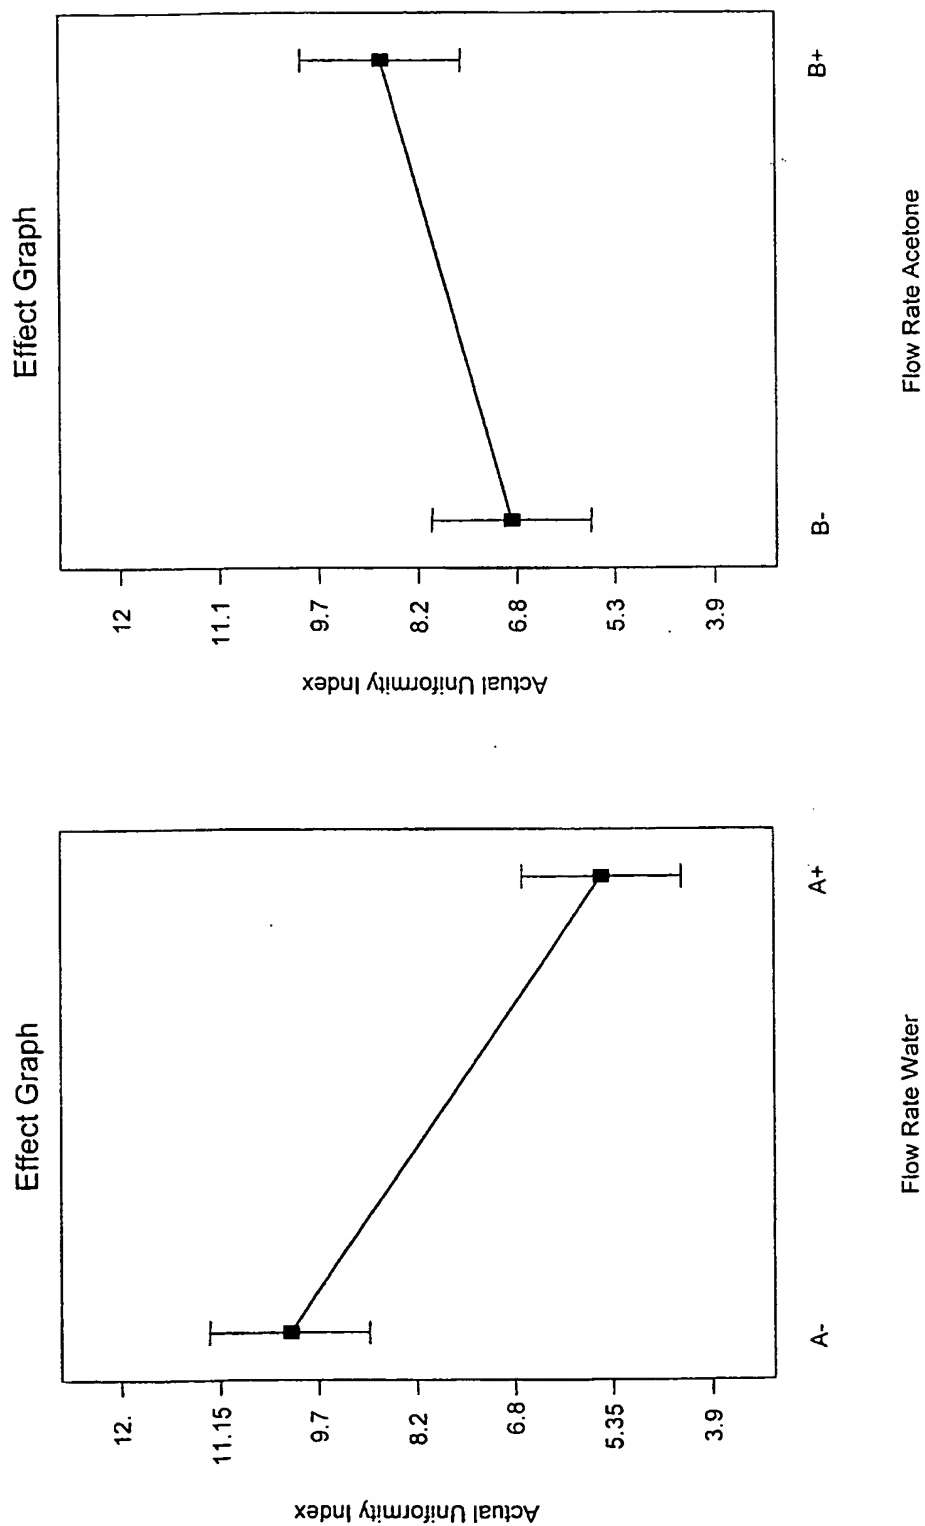 Effect Graph
Actual Uniformity Index
12.
11.15
9.7
8.2
6.8
5.35
3.9
A-
A+
Flow Rate Water
Effect Graph
Actual Uniformity Index
12
11.1
9.7
8.2
6.8
5.3
3.9
B-
B+
Flow Rate Acetone